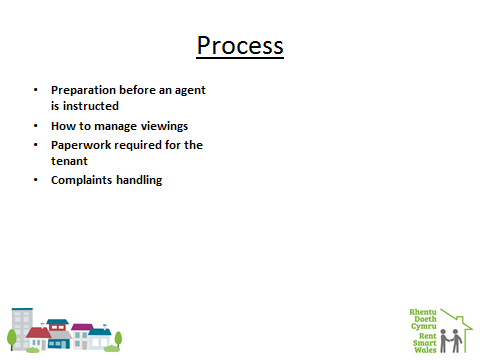 Process
• Preparation before an agent
is instructed
• How to manage viewings
• Paperwork required for the
tenant
• Complaints handling
Rhentu
Doeth
Cymru
Rent
Smart
Wales